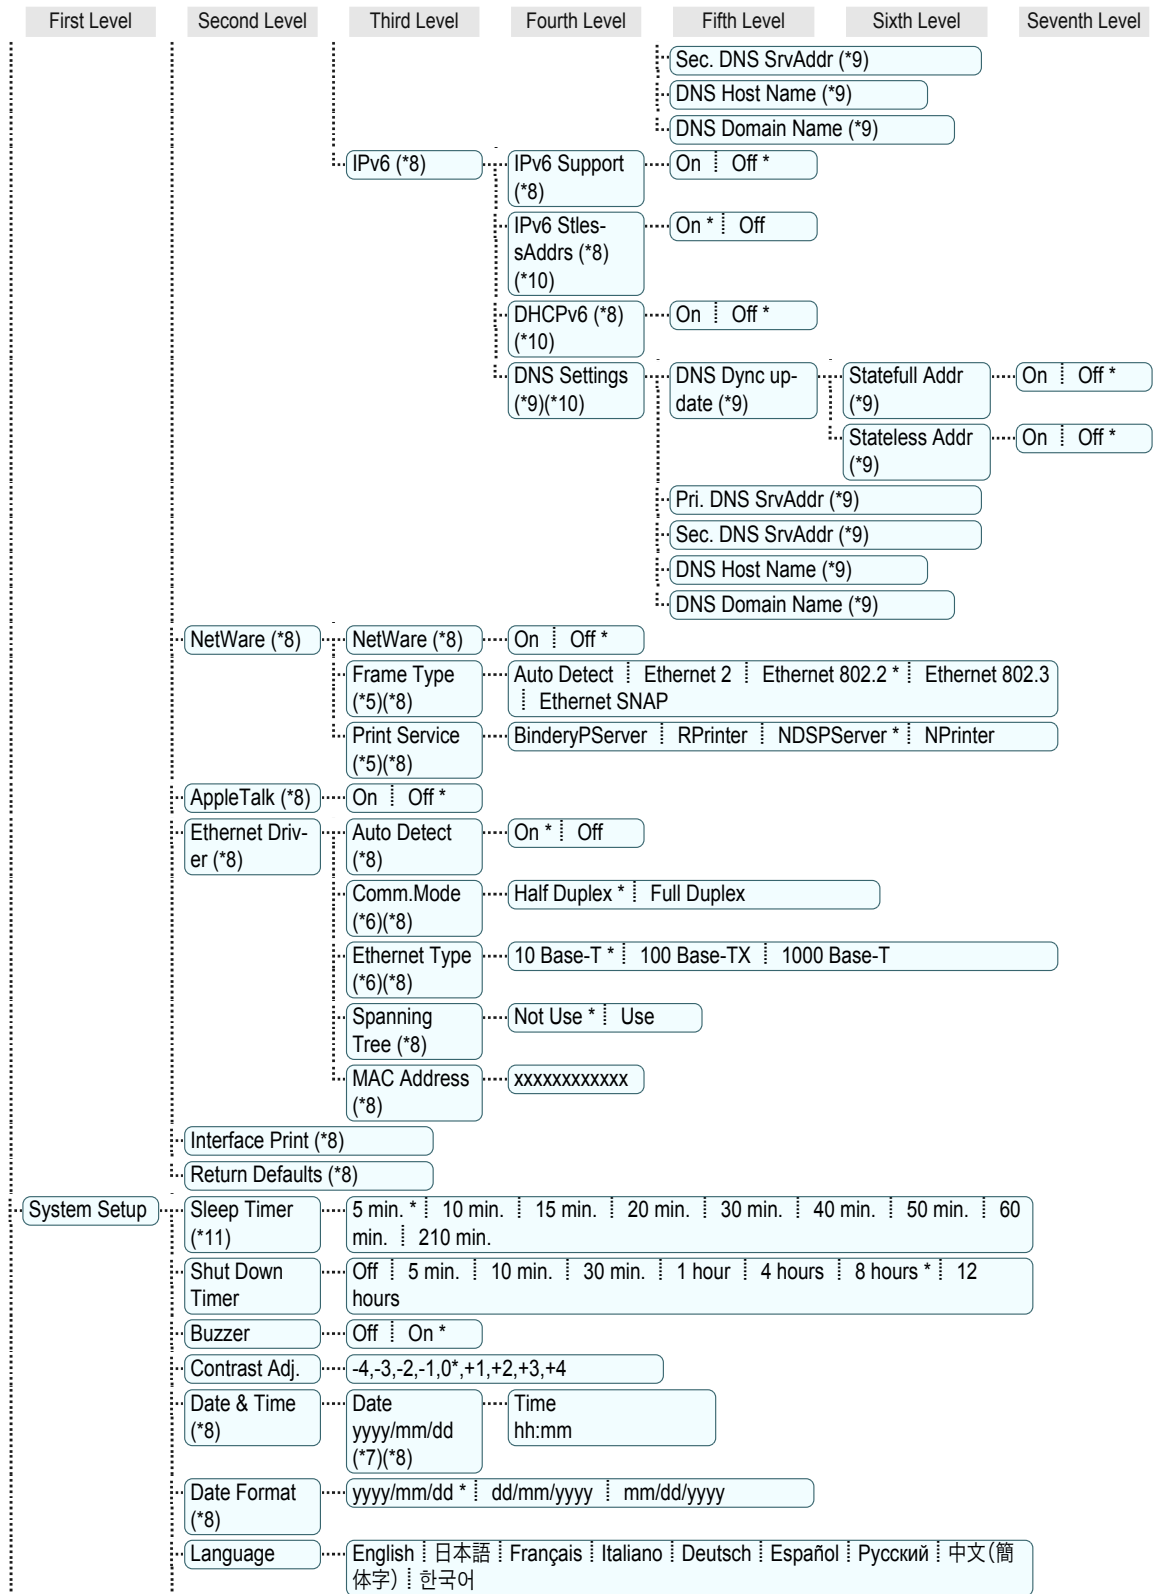 First Level Second Level Third Level Fourth Level Fifth Level Sixth Level Seventh Level
Sec. DNS SrvAddr (*9)
DNS Host Name (*9)
DNS Domain Name (*9)
IPv6 (*8) IPv6 Support On Off *
(*8)
IPv6 Stles- On * Off
sAddrs (*8)
(*10)
DHCPv6 (*8) On Off *
(*10)
DNS Settings DNS Dync up- Statefull Addr On Off *
(*9)(*10) date (*9) (*9)
Stateless Addr On Off *
(*9)
Pri. DNS SrvAddr (*9)
Sec. DNS SrvAddr (*9)
DNS Host Name (*9)
DNS Domain Name (*9)
NetWare (*8) NetWare (*8) On Off *
Frame Type Auto Detect Ethernet 2 Ethernet 802.2 * Ethernet 802.3
(*5)(*8) Ethernet SNAP
Print Service BinderyPServer RPrinter NDSPServer * NPrinter
(*5)(*8)
AppleTalk (*8) On Off *
Ethernet Driv- Auto Detect On * Off
er (*8) (*8)
Comm.Mode Half Duplex * Full Duplex
(*6)(*8)
Ethernet Type 10 Base-T * 100 Base-TX 1000 Base-T
(*6)(*8)
Spanning Not Use * Use
Tree (*8)
MAC Address xxxxxxxxxxxx
(*8)
Interface Print (*8)
Return Defaults (*8)
System Setup Sleep Timer 5 min. * 10 min. 15 min. 20 min. 30 min. 40 min. 50 min. 60
(*11) min. 210 min.
Shut Down Off 5 min. 10 min. 30 min. 1 hour 4 hours 8 hours * 12
Timer hours
Buzzer Off On *
Contrast Adj. -4,-3,-2,-1,0*,+1,+2,+3,+4
Date & Time Date Time
(*8) yyyy/mm/dd hh:mm
(*7)(*8)
Date Format yyyy/mm/dd * dd/mm/yyyy mm/dd/yyyy
(*8)
Language English 日本語 Français Italiano Deutsch Español Русский 中文(簡
体字) 한국어